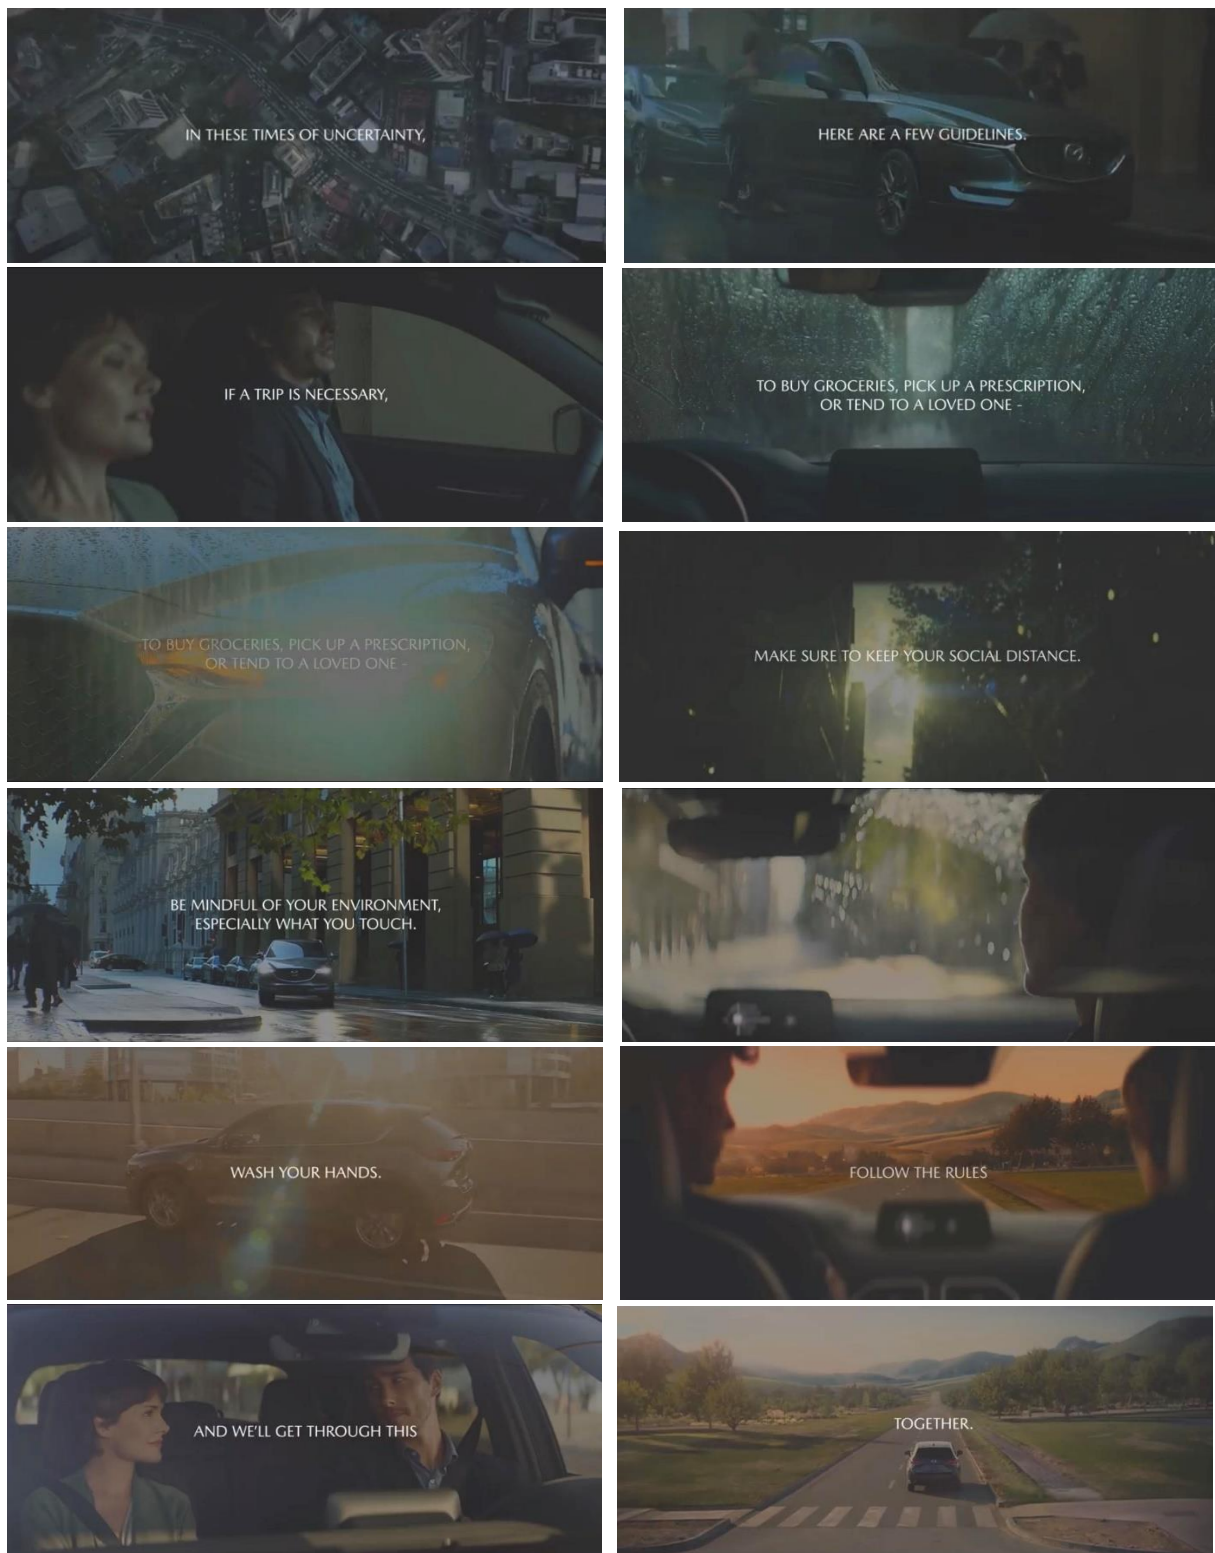 IN THESE TIMES OF UNCERTAINTY,
HERE ARE A FEW GUIDELINES.
IF A TRIP IS NECESSARY,
TO BUY GROCERIES, PICK UP A PRESCRIPTION,
OR TEND TO A LOVED ONE -
TO BUY GROCERIES, PICK UP A PRESCRIPTION,
OR TEND TO A LOVED ONE -
MAKE SURE TO KEEP YOUR SOCIAL DISTANCE.
BE MINDFUL OF YOUR ENVIRONMENT,
ESPECIALLY WHAT YOU TOUCH.
WASH YOUR HANDS.
FOLLOW THE RULES
AND WE'LL GET THROUGH THIS
TOGETHER.